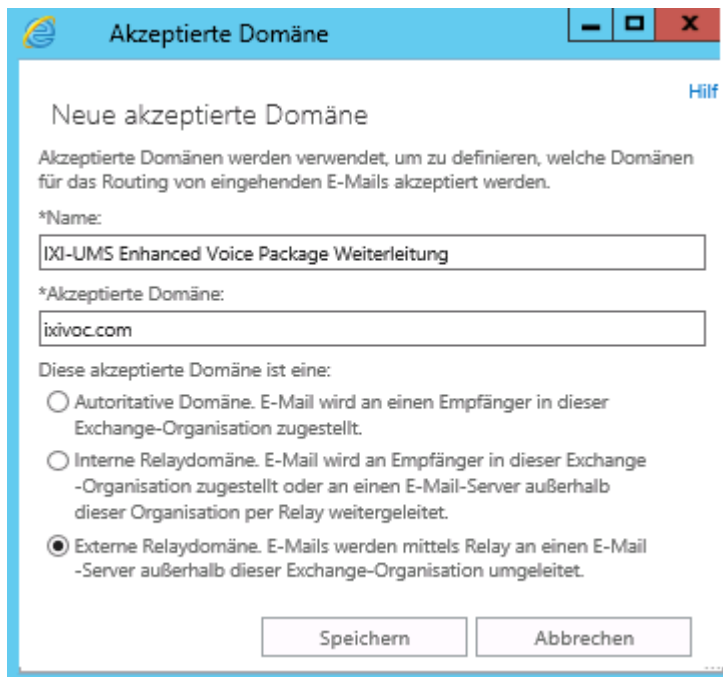 Akzeptierte Domäne
Hilf
Neue akzeptierte Domäne
Akzeptierte Domänen werden verwendet, um zu definieren, welche Domänen
für das Routing von eingehenden E-Mails akzeptiert werden.
*Name:
IXI-UMS Enhanced Voice Package Weiterleitung
*Akzeptierte Domäne:
ixivoc.com
Diese akzeptierte Domäne ist eine:
Autoritative Domäne. E-Mail wird an einen Empfänger in dieser
Exchange-Organisation zugestellt.
Interne Relaydomäne. E-Mail wird an Empfänger in dieser Exchange
-Organisation zugestellt oder an einen E-Mail-Server außerhalb
dieser Organisation per Relay weitergeleitet.
Externe Relaydomäne. E-Mails werden mittels Relay an einen E-Mail
-Server außerhalb dieser Exchange-Organisation umgeleitet.
Speichern Abbrechen